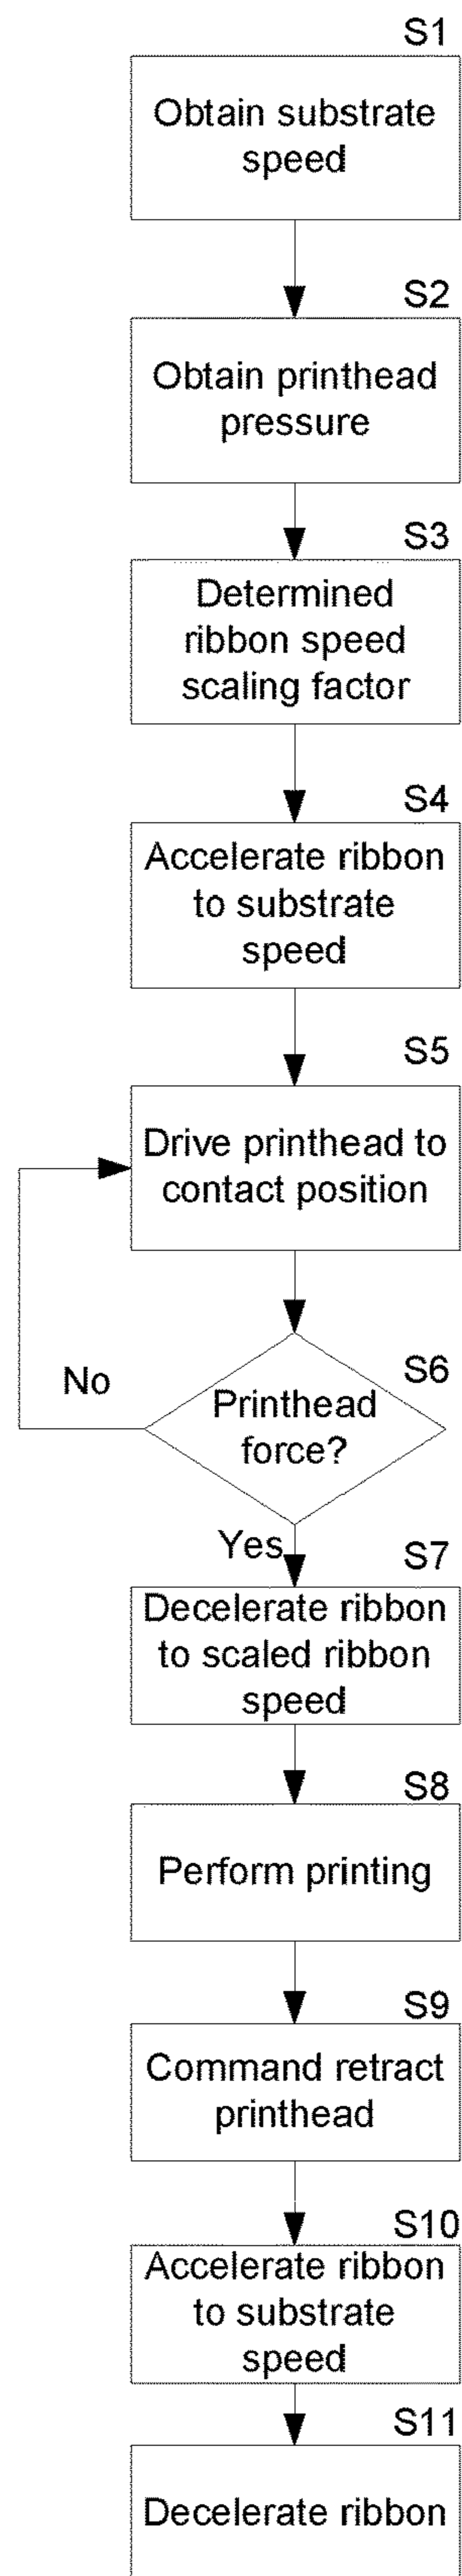 S1
Obtain substrate
speed
S2
Obtain printhead
pressure
S3
Determined
ribbon speed
scaling factor
S4
Accelerate ribbon
to substrate
speed
S5
Drive printhead to
contact position
S6
No
Printhead
force?
Yes
S7
Decelerate ribbon
to scaled ribbon
speed
S8
Perform printing
S9
Command retract
printhead
S10
Accelerate ribbon
to substrate
speed
S11
Decelerate ribbon